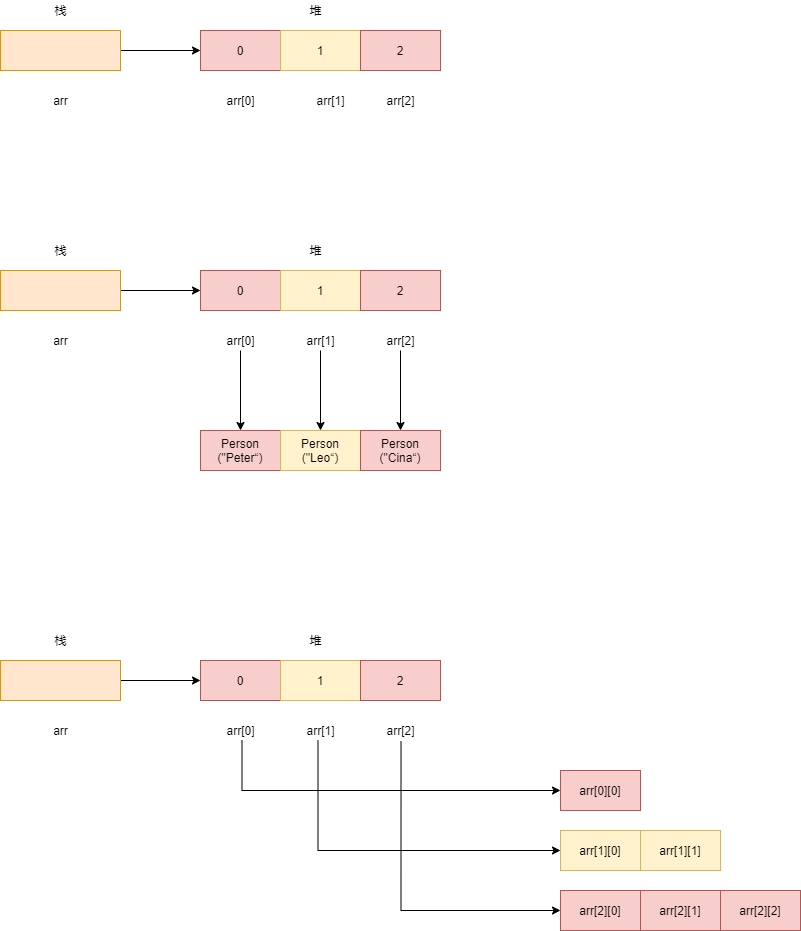 栈 堆
0 1 2
arr arr[0] arr[1] arr[2]
栈 堆
0 1 2
arr arr[0] arr[1] arr[2]
Person Person Person
("Peter“) ("Leo“) ("Cina“)
栈 堆
0 1 2
arr arr[0] arr[1] arr[2]
arr[0][0]
arr[1][0] arr[1][1]
arr[2][0] arr[2][1] arr[2][2]